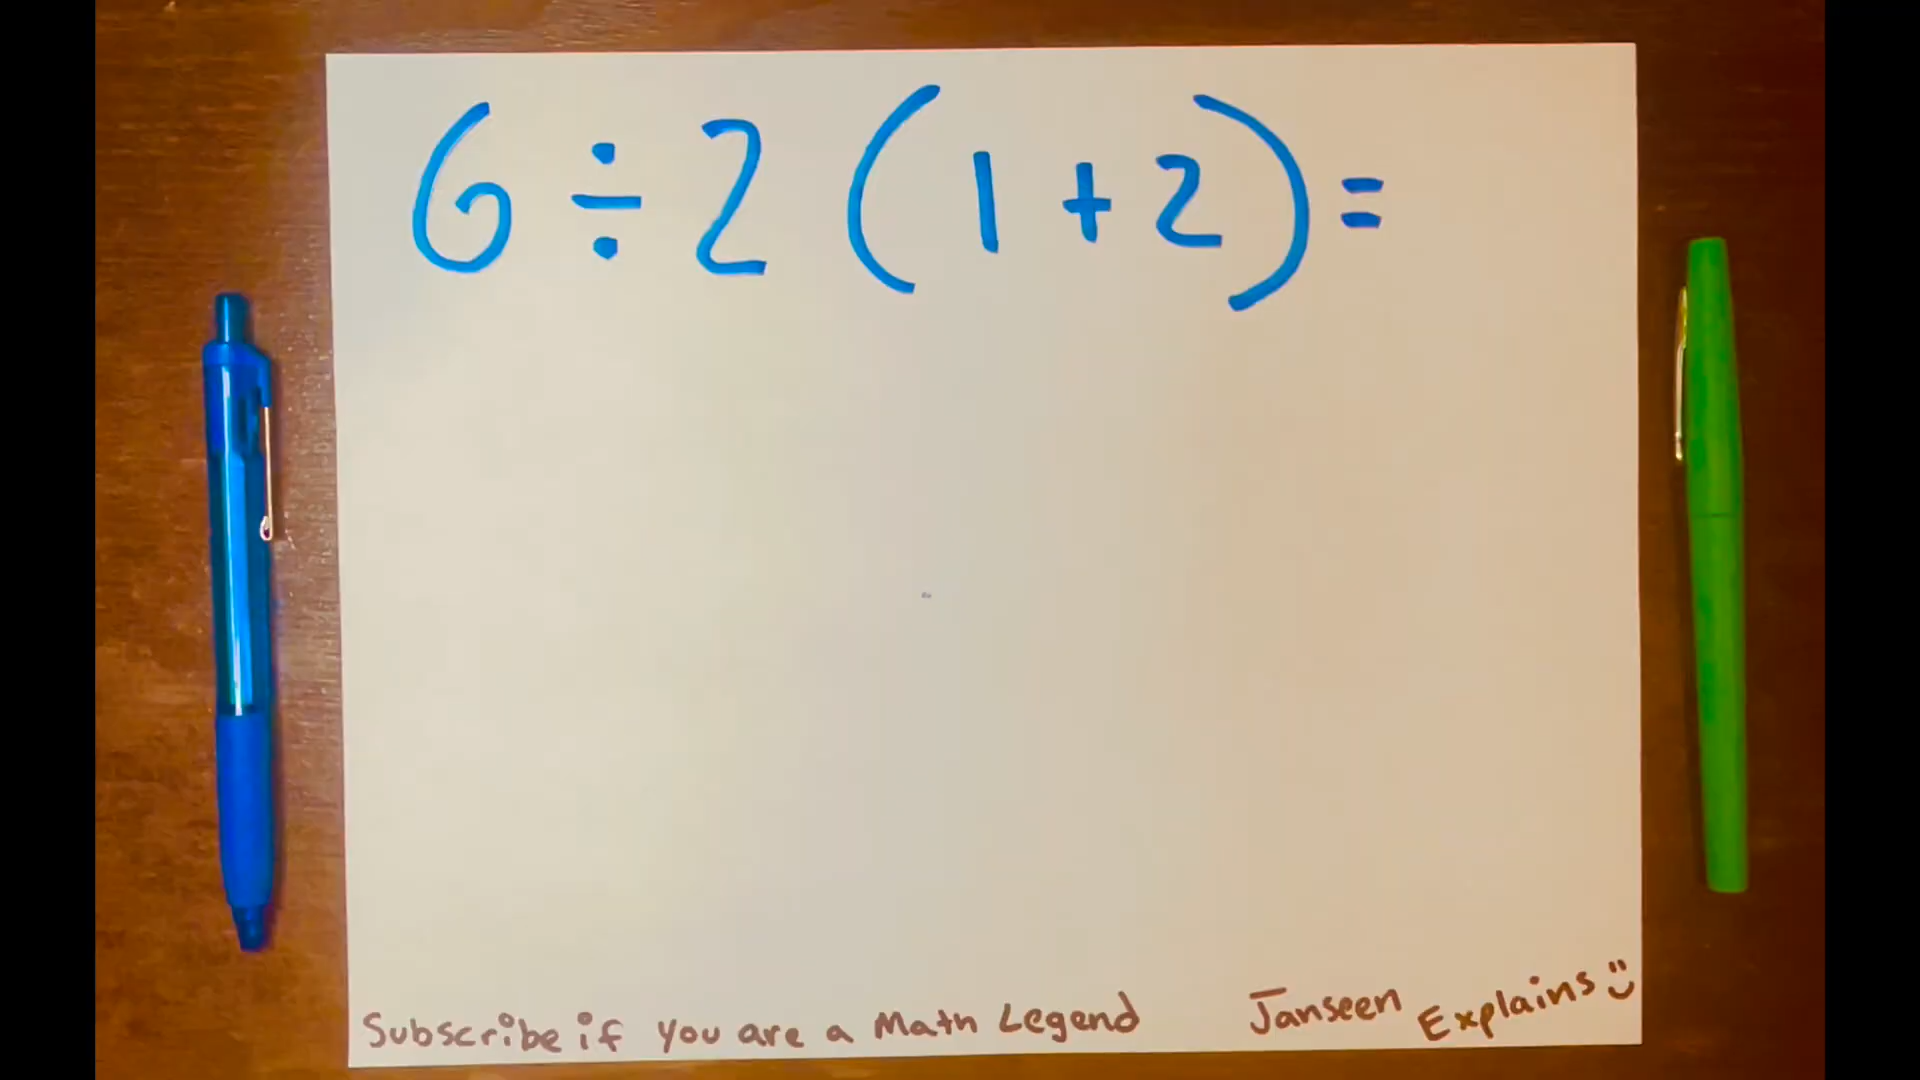 6 ÷ 2 (1 + 2) =
Subscribe if you are a Math Legend
Janseen Explains